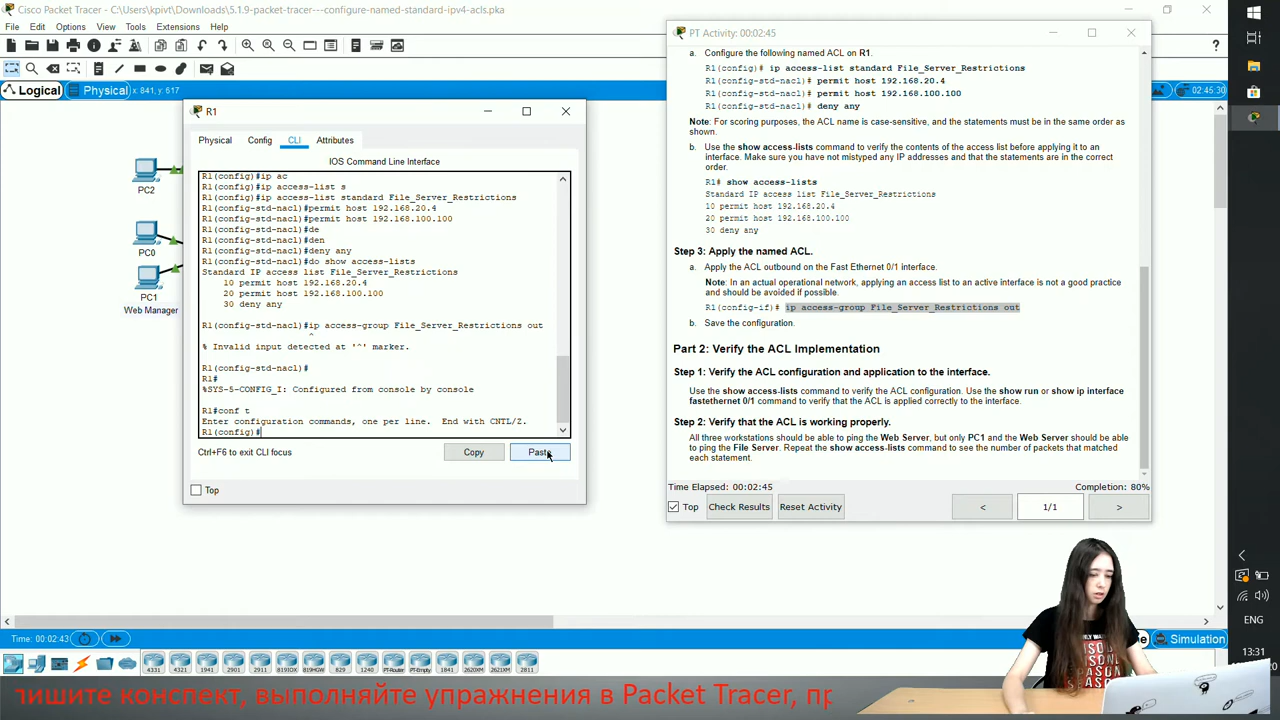 Cisco Packet Tracer - C:\Users\kpivt\Downloads\5.1.9-packet-tracer---configure-named-standard-ipv4-acls.pka
File Edit Options View Tools Extensions Help
Logical Physical x: 841, y: 617
02:45:30
PC2
PC0
PC1
Web Manager
R1
Physical Config CLI Attributes
IOS Command Line Interface
R1(config)#ip ac
R1(config)#ip access-list s
R1(config)#ip access-list standard File_Server_Restrictions
R1(config-std-nacl)#permit host 192.168.20.4
R1(config-std-nacl)#permit host 192.168.100.100
R1(config-std-nacl)#de
R1(config-std-nacl)#den
R1(config-std-nacl)#deny any
R1(config-std-nacl)#do show access-lists
Standard IP access list File_Server_Restrictions
10 permit host 192.168.20.4
20 permit host 192.168.100.100
30 deny any
R1(config-std-nacl)#ip access-group File_Server_Restrictions out
^
% Invalid input detected at '^' marker.
R1(config-std-nacl)#
R1#
%SYS-5-CONFIG_I: Configured from console by console
R1#conf t
Enter configuration commands, one per line. End with CNTL/Z.
R1(config)#
Ctrl+F6 to exit CLI focus
Copy
Paste
Top
PT Activity: 00:02:45
a. Configure the following named ACL on R1.
R1(config)# ip access-list standard File_Server_Restrictions
R1(config-std-nacl)# permit host 192.168.20.4
R1(config-std-nacl)# permit host 192.168.100.100
R1(config-std-nacl)# deny any
Note: For scoring purposes, the ACL name is case-sensitive, and the statements must be in the same order as
shown.
b. Use the show access-lists command to verify the contents of the access list before applying it to an
interface. Make sure you have not mistyped any IP addresses and that the statements are in the correct
order.
R1# show access-lists
Standard IP access list File_Server_Restrictions
10 permit host 192.168.20.4
20 permit host 192.168.100.100
30 deny any
Step 3: Apply the named ACL.
a. Apply the ACL outbound on the Fast Ethernet 0/1 interface.
Note: In an actual operational network, applying an access list to an active interface is not a good practice
and should be avoided if possible.
R1(config-if)# ip access-group File_Server_Restrictions out
b. Save the configuration.
Part 2: Verify the ACL Implementation
Step 1: Verify the ACL configuration and application to the interface.
Use the show access-lists command to verify the ACL configuration. Use the show run or show ip interface
fastethernet 0/1 command to verify that the ACL is applied correctly to the interface.
Step 2: Verify that the ACL is working properly.
All three workstations should be able to ping the Web Server, but only PC1 and the Web Server should be able
to ping the File Server. Repeat the show access-lists command to see the number of packets that matched
each statement.
Time Elapsed: 00:02:45
Completion: 80%
Top
Check Results
Reset Activity
<
1/1
>
Time: 00:02:43
Simulation
4331 4321 1941 2901 2911 819IOX 819HGW 829 1240 PT-Router PT-Empty 1841 2620XM 2621XM 2811
ENG
13:31
пишите конспект, выполняйте упражнения в Packet Tracer, пр